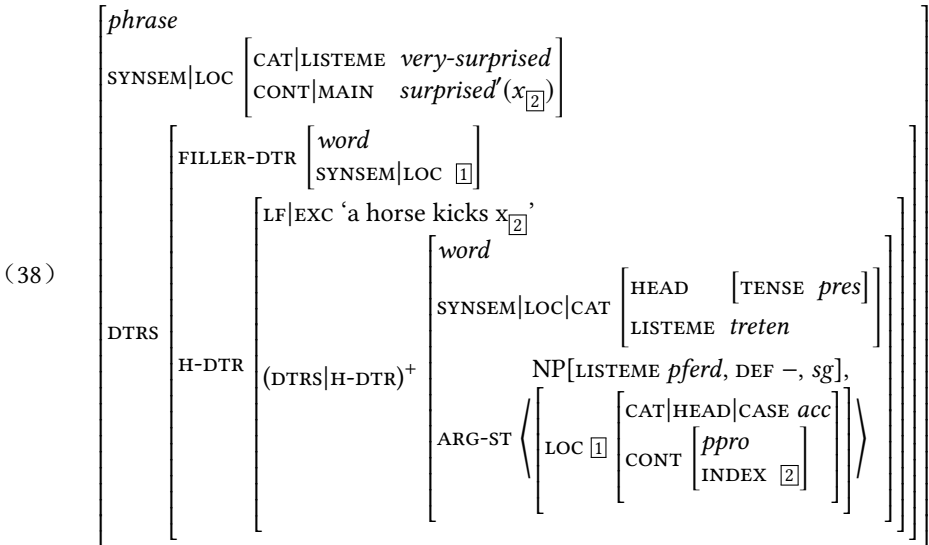 phrase
SYNSEM|LOC [CAT|LISTEME very-surprised
CONT|MAIN surprised′(x[2])]
FILLER-DTR [word
SYNSEM|LOC [1]]
LF|EXC ‘a horse kicks x[2]’
word
(38)
SYNSEM|LOC|CAT [HEAD [TENSE pres]
LISTEME treten]
DTRS
H-DTR
(DTRS|H-DTR)+
NP[LISTEME pferd, DEF −, sg],
ARG-ST ⟨[LOC [1] [CAT|HEAD|CASE acc
CONT [ppro
INDEX [2]]]]⟩